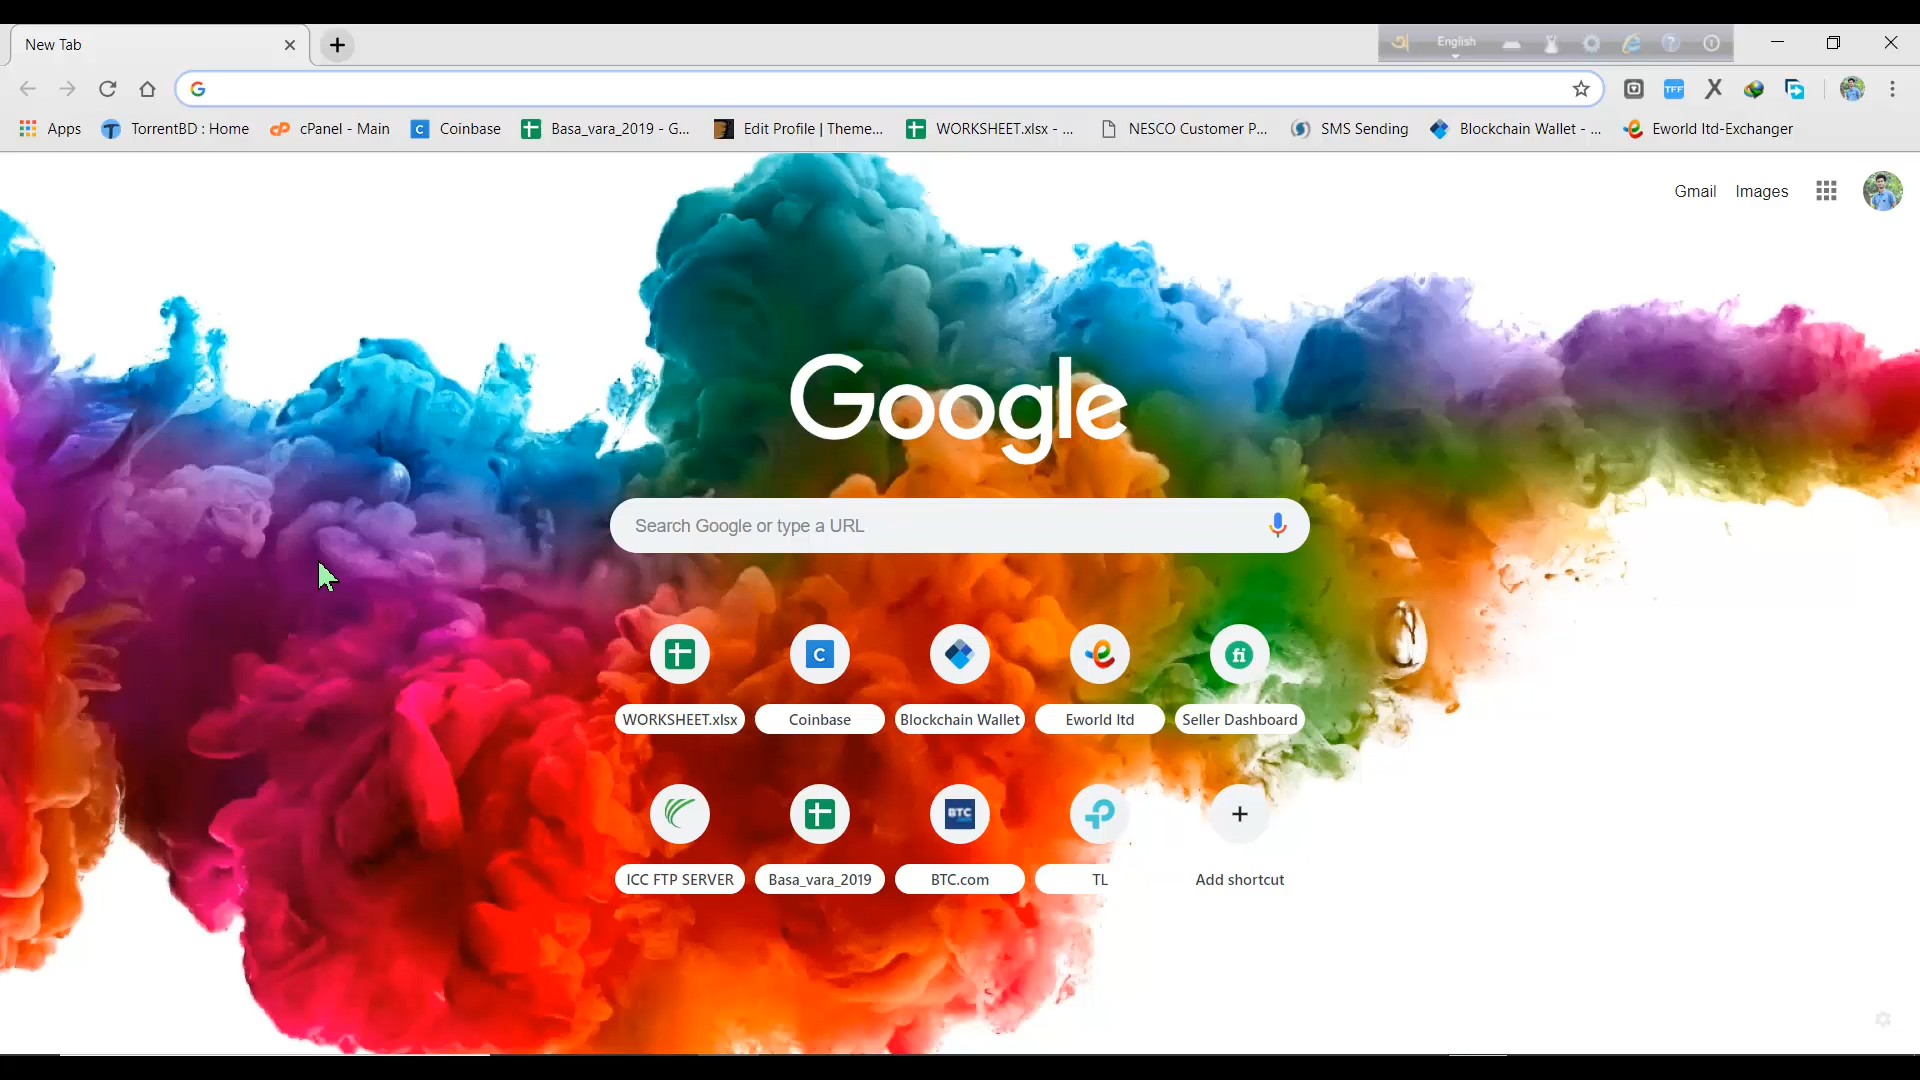 New Tab
English
Apps TorrentBD : Home cPanel - Main Coinbase Basa_vara_2019 - G... Edit Profile | Theme... WORKSHEET.xlsx - ... NESCO Customer P... SMS Sending Blockchain Wallet - ... Eworld ltd-Exchanger
TFF
Gmail Images
Google
Search Google or type a URL
WORKSHEET.xlsx Coinbase Blockchain Wallet Eworld ltd Seller Dashboard
BTC
ICC FTP SERVER Basa_vara_2019 BTC.com TL Add shortcut